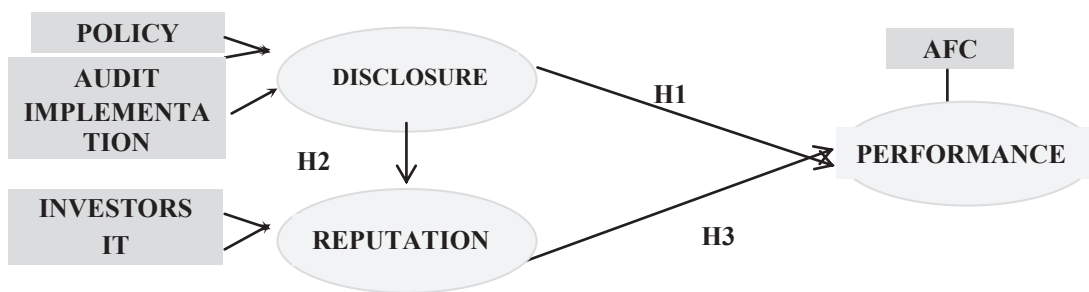 POLICY
AUDIT
IMPLEMENTA
TION
DISCLOSURE
H1
AFC
PERFORMANCE
H2
INVESTORS
IT
REPUTATION
H3